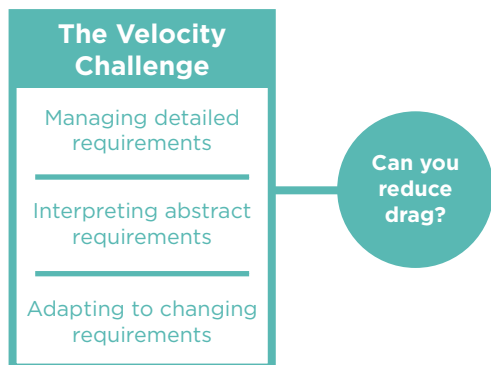 The Velocity
Challenge
Managing detailed
requirements
Interpreting abstract
requirements
Adapting to changing
requirements
Can you
reduce
drag?